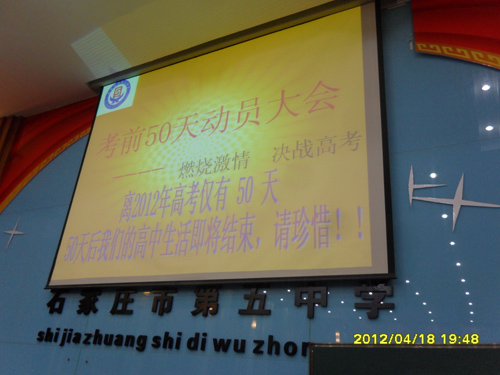 考前50天动员大会
———燃烧激情 决战高考
离2012年高考仅有 50 天
50天后我们的高中生活即将结束，请珍惜！！
石家庄市第五中学
shijiazhuang shi di wu zhon
2012/04/18 19:48